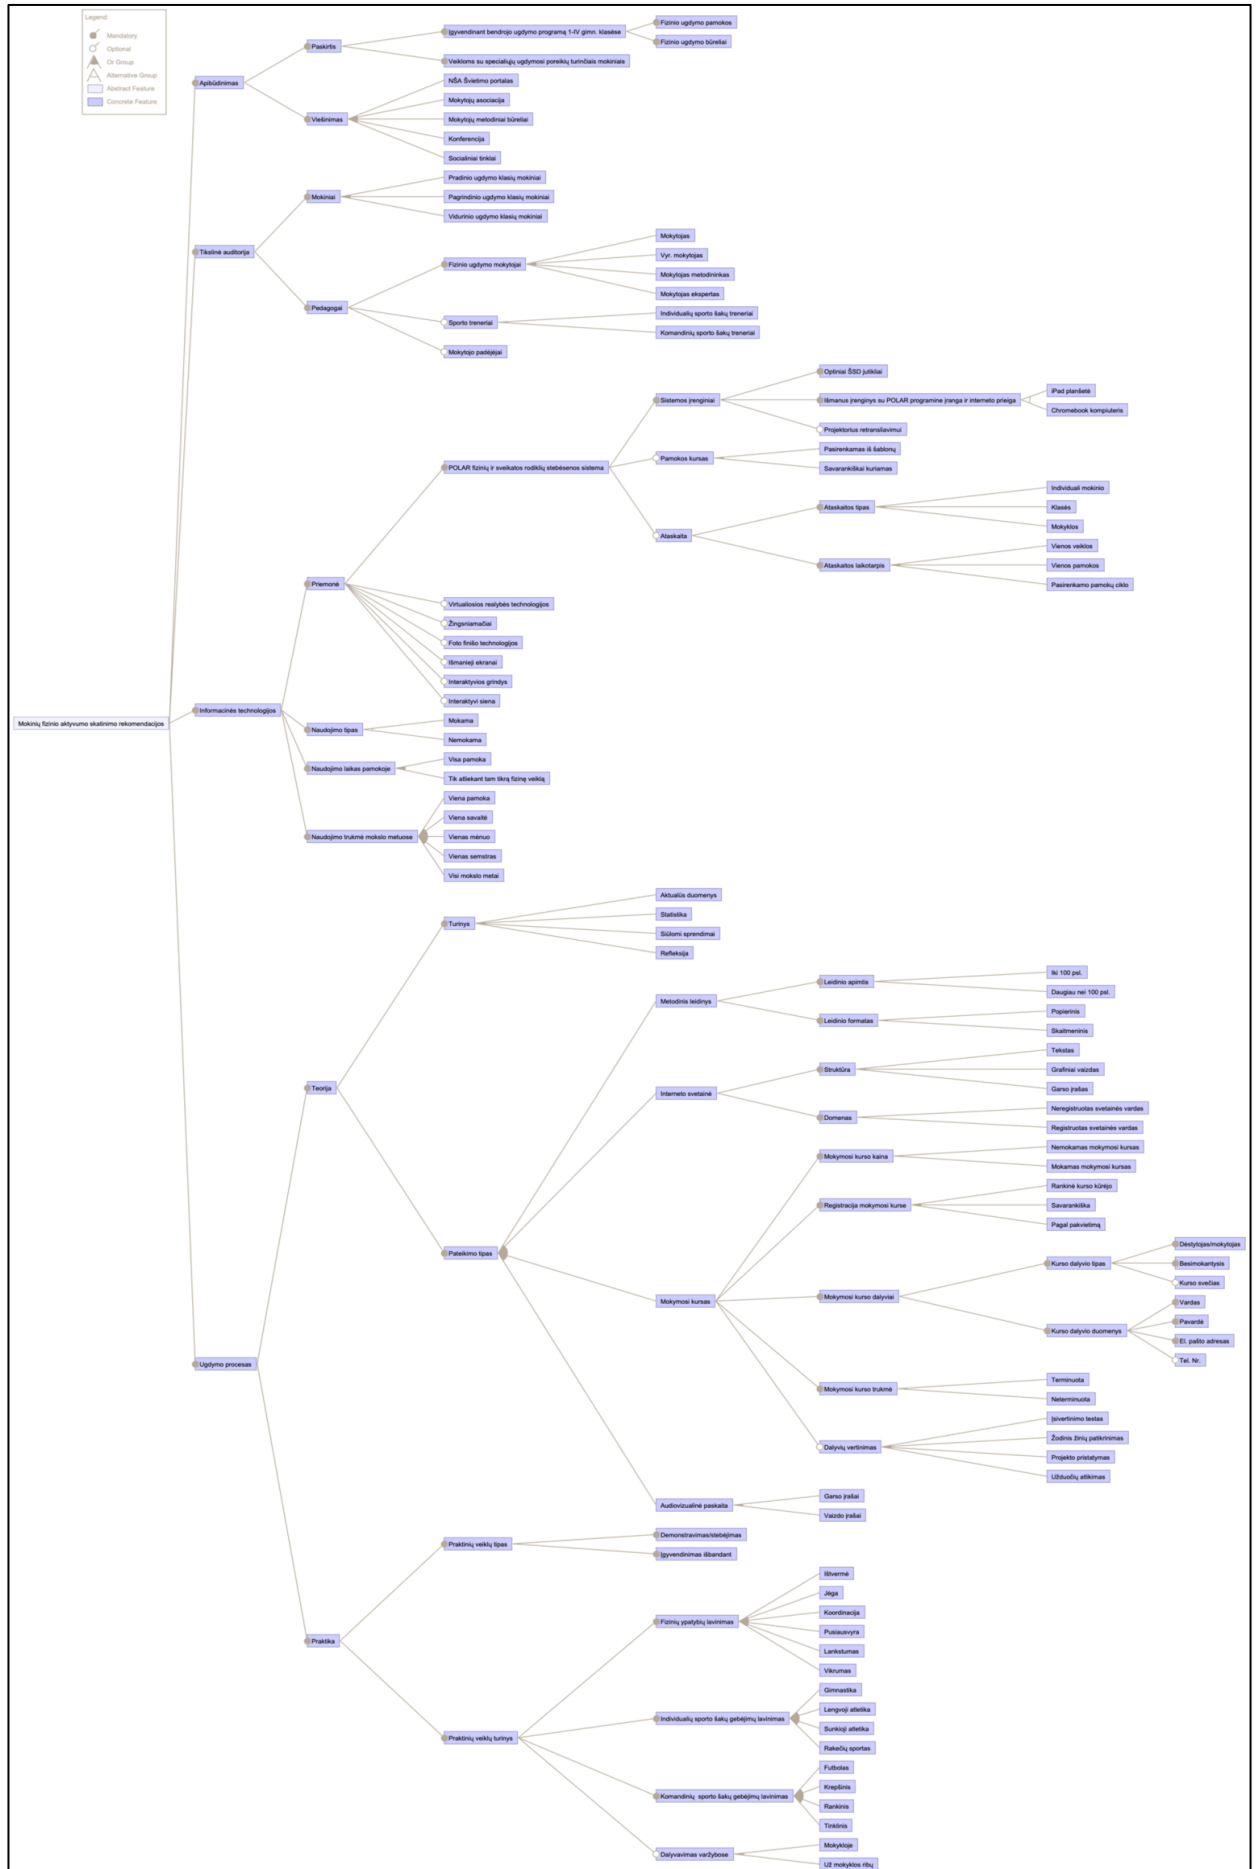 Legend:
Mandatory
Optional
Or Group
Alternative Group
Abstract Feature
Concrete Feature
Mokinių fizinio aktyvumo skatinimo rekomendacijos
Apibūdinimas
Paskirtis
Įgyvendinant bendrojo ugdymo programą 1-IV gimn. klasėse
Fizinio ugdymo pamokos
Fizinio ugdymo būreliai
Veikloms su specialiųjų ugdymosi poreikių turinčiais mokiniais
Viešinimas
NŠA Švietimo portalas
Mokytojų asociacija
Mokytojų metodiniai būreliai
Konferencija
Socialiniai tinklai
Tikslinė auditorija
Mokiniai
Pradinio ugdymo klasių mokiniai
Pagrindinio ugdymo klasių mokiniai
Vidurinio ugdymo klasių mokiniai
Pedagogai
Fizinio ugdymo mokytojai
Mokytojas
Vyr. mokytojas
Mokytojas metodininkas
Mokytojas ekspertas
Sporto treneriai
Individualių sporto šakų treneriai
Komandinių sporto šakų treneriai
Mokytojo padėjėjai
Informacinės technologijos
Priemonė
POLAR fizinių ir sveikatos rodiklių stebėsenos sistema
Sistemos įrenginiai
Optiniai ŠSD jutikliai
Išmanus įrenginys su POLAR programine įranga ir interneto prieiga
iPad planšetė
Chromebook kompiuteris
Projektorius retransliavimui
Pamokos kursas
Pasirenkamas iš šablonų
Savarankiškai kuriamas
Ataskaita
Ataskaitos tipas
Individuali mokinio
Klasės
Mokyklos
Ataskaitos laikotarpis
Vienos veiklos
Vienos pamokos
Pasirenkamo pamokų ciklo
Virtualiosios realybės technologijos
Žingsniamačiai
Foto finišo technologijos
Išmanieji ekranai
Interaktyvios grindys
Interaktyvi siena
Naudojimo tipas
Mokama
Nemokama
Naudojimo laikas pamokoje
Visa pamoka
Tik atliekant tam tikrą fizinę veiklą
Naudojimo trukmė mokslo metuose
Viena pamoka
Viena savaitė
Vienas mėnuo
Vienas semstras
Visi mokslo metai
Ugdymo procesas
Teorija
Turinys
Aktualūs duomenys
Statistika
Siūlomi sprendimai
Refleksija
Pateikimo tipas
Metodinis leidinys
Leidinio apimtis
Iki 100 psl.
Daugiau nei 100 psl.
Leidinio formatas
Popierinis
Skaitmeninis
Interneto svetainė
Struktūra
Tekstas
Grafiniai vaizdas
Garso įrašas
Domenas
Neregistruotas svetainės vardas
Registruotas svetainės vardas
Mokymosi kursas
Mokymosi kurso kaina
Nemokamas mokymosi kursas
Mokamas mokymosi kursas
Registracija mokymosi kurse
Rankinė kurso kūrėjo
Savarankiška
Pagal pakvietimą
Mokymosi kurso dalyviai
Kurso dalyvio tipas
Dėstytojas/mokytojas
Besimokantysis
Kurso svečias
Kurso dalyvio duomenys
Vardas
Pavardė
El. pašto adresas
Tel. Nr.
Mokymosi kurso trukmė
Terminuota
Neterminuota
Dalyvių vertinimas
Įsivertinimo testas
Žodinis žinių patikrinimas
Projekto pristatymas
Užduočių atlikimas
Audiovizualinė paskaita
Garso įrašai
Vaizdo įrašai
Praktika
Praktinių veiklų tipas
Demonstravimas/stebėjimas
Įgyvendinimas išbandant
Praktinių veiklų turinys
Fizinių ypatybių lavinimas
Ištvermė
Jėga
Koordinacija
Pusiausvyra
Lankstumas
Vikrumas
Individualių sporto šakų gebėjimų lavinimas
Gimnastika
Lengvoji atletika
Sunkioji atletika
Rakečių sportas
Komandinių sporto šakų gebėjimų lavinimas
Futbolas
Krepšinis
Rankinis
Tinklinis
Dalyvavimas varžybose
Mokykloje
Už mokyklos ribų